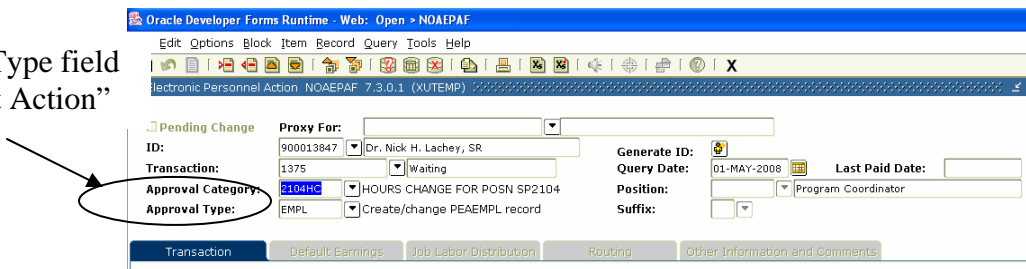 Oracle Developer Forms Runtime - Web: Open > NOAEPAF
Edit Options Block Item Record Query Tools Help
Type field
X
lectronic Personnel Action NOAEPAF 7.3.0.1 (XUTEMP)
Action”
Pending Change Proxy For:
ID: 900013847 Dr. Nick H. Lachey, SR Generate ID:
Transaction: 1375 Waiting Query Date: 01-MAY-2008 Last Paid Date:
Approval Category: 2104HC HOURS CHANGE FOR POSN SP2104 Position: Program Coordinator
Approval Type: EMPL Create/change PEAEMPL record Suffix:
Transaction Default Earnings Job Labor Distribution Routing Other Information and Comments